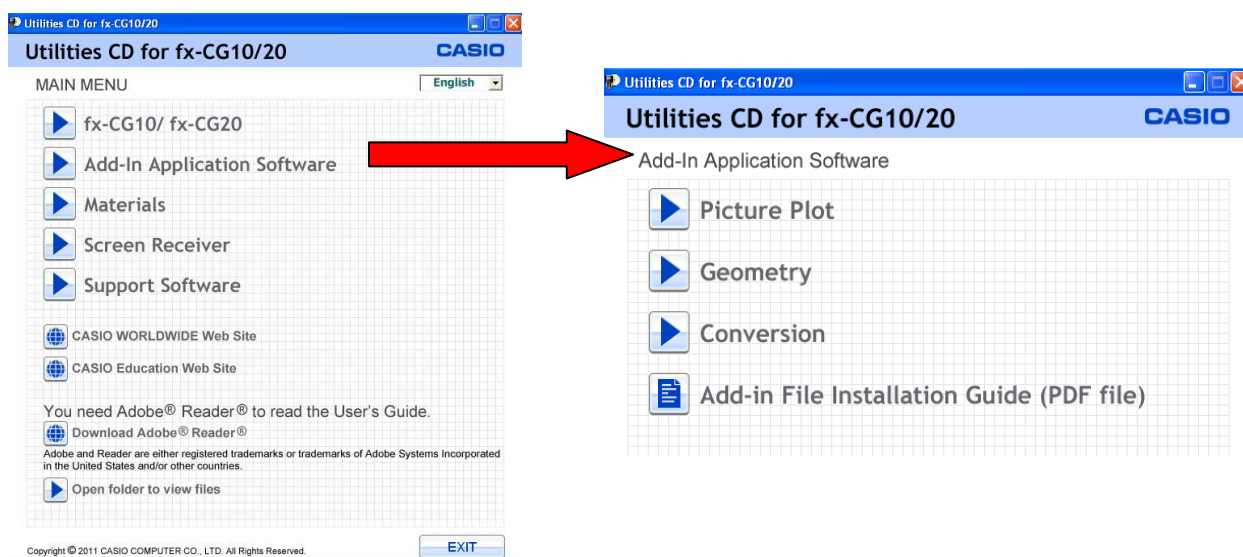 Utilities CD for fx-CG10/20
Utilities CD for fx-CG10/20
CASIO
MAIN MENU
English
fx-CG10/ fx-CG20
Add-In Application Software
Materials
Screen Receiver
Support Software
CASIO WORLDWIDE Web Site
CASIO Education Web Site
You need Adobe® Reader® to read the User's Guide.
Download Adobe® Reader®
Adobe and Reader are either registered trademarks or trademarks of Adobe Systems Incorporated
in the United States and/or other countries.
Open folder to view files
Copyright © 2011 CASIO COMPUTER CO., LTD. All Rights Reserved.
EXIT
Utilities CD for fx-CG10/20
Utilities CD for fx-CG10/20
CASIO
Add-In Application Software
Picture Plot
Geometry
Conversion
Add-in File Installation Guide (PDF file)